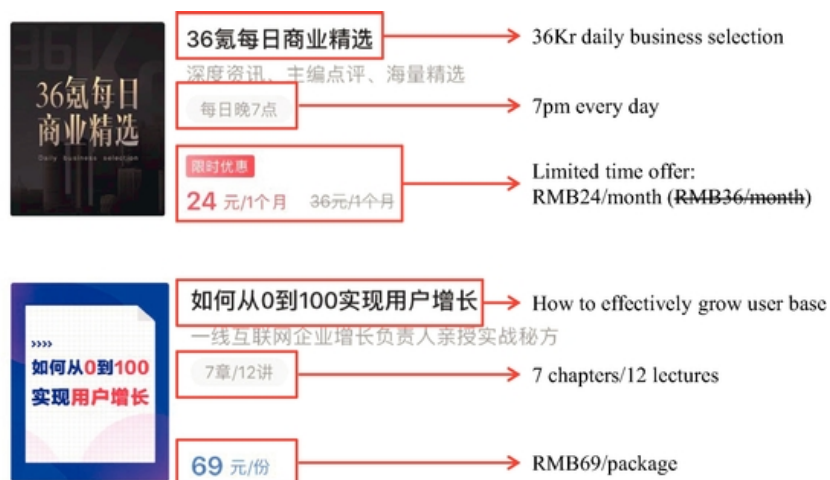 36氪每日
商业精选
Daily business selection
36氪每日商业精选
36Kr daily business selection
深度资讯、主编点评、海量精选
每日晚7点
7pm every day
限时优惠
24 元/1个月 36元/1个月
Limited time offer:
RMB24/month (RMB36/month)
>>>>
如何从0到100
实现用户增长
如何从0到100实现用户增长
How to effectively grow user base
一线互联网企业增长负责人亲授实战秘方
7章/12讲
7 chapters/12 lectures
69 元/份
RMB69/package